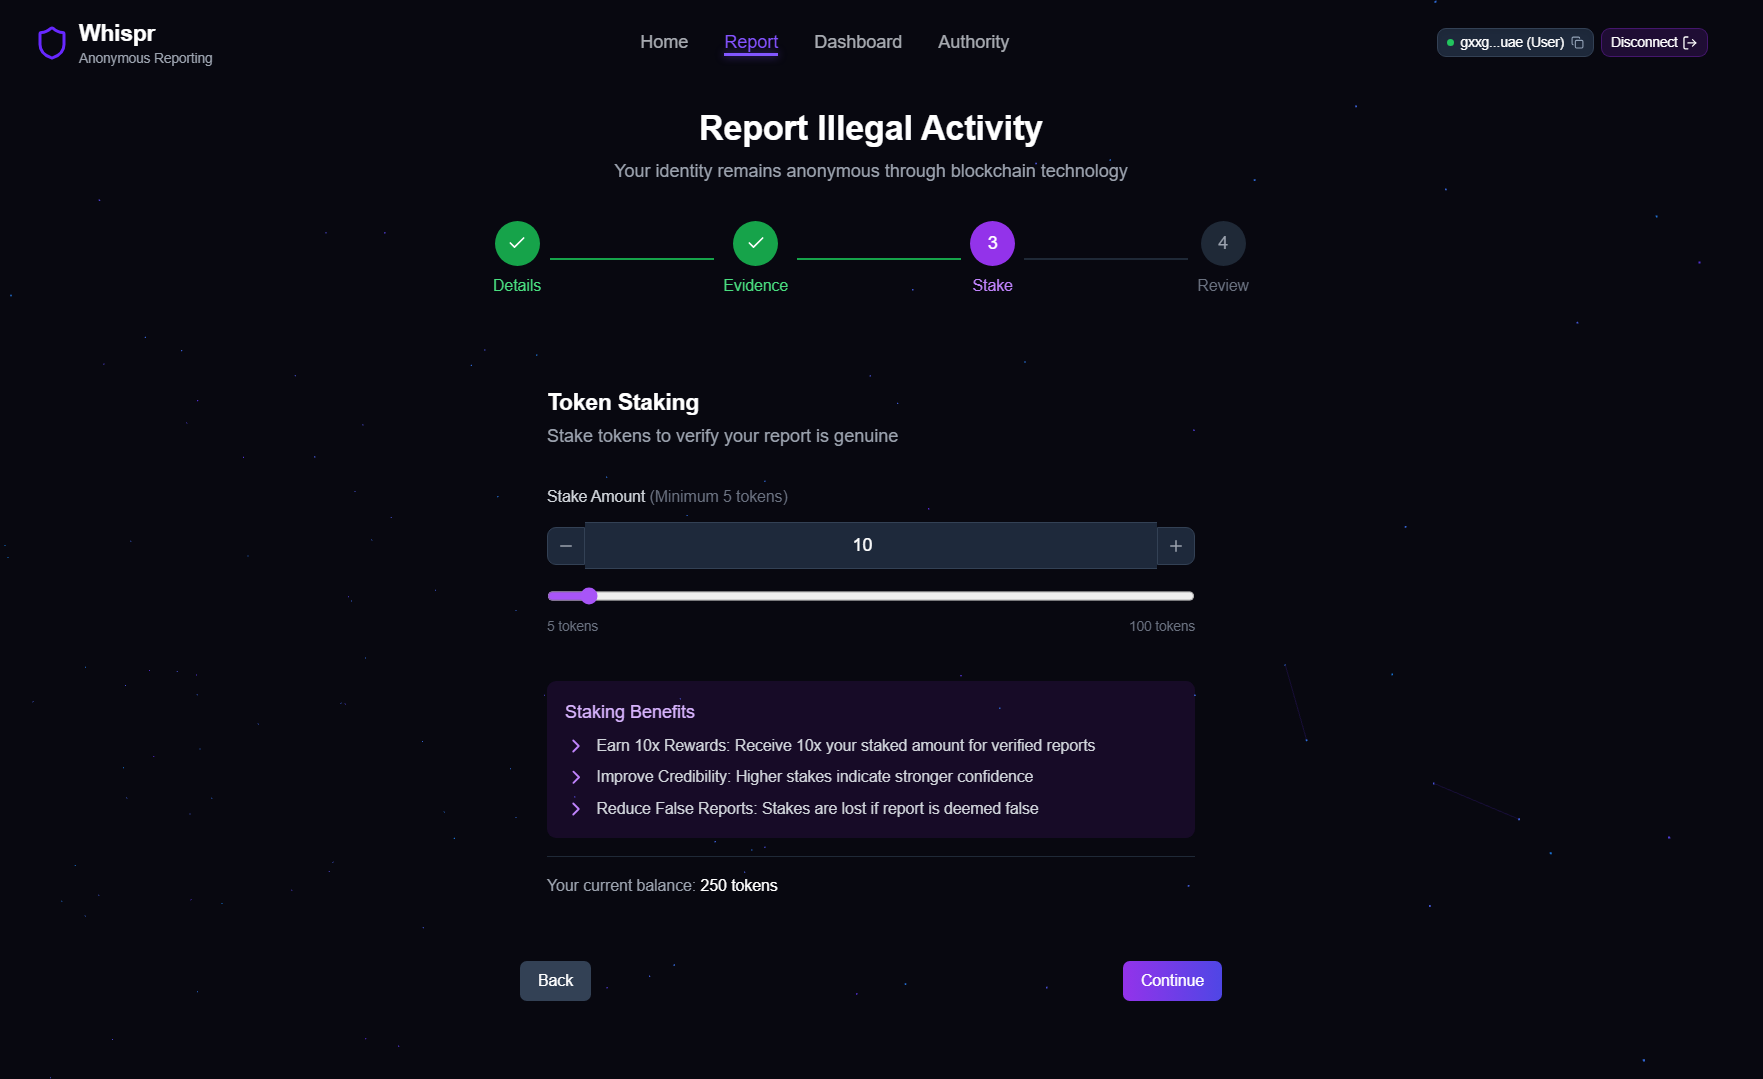 Whispr
Anonymous Reporting
Home
Report
Dashboard
Authority
gxxg...uae (User)
Disconnect
Report Illegal Activity
Your identity remains anonymous through blockchain technology
3
4
Details
Evidence
Stake
Review
Token Staking
Stake tokens to verify your report is genuine
Stake Amount (Minimum 5 tokens)
10
5 tokens
100 tokens
Staking Benefits
Earn 10x Rewards: Receive 10x your staked amount for verified reports
Improve Credibility: Higher stakes indicate stronger confidence
Reduce False Reports: Stakes are lost if report is deemed false
Your current balance: 250 tokens
Back
Continue